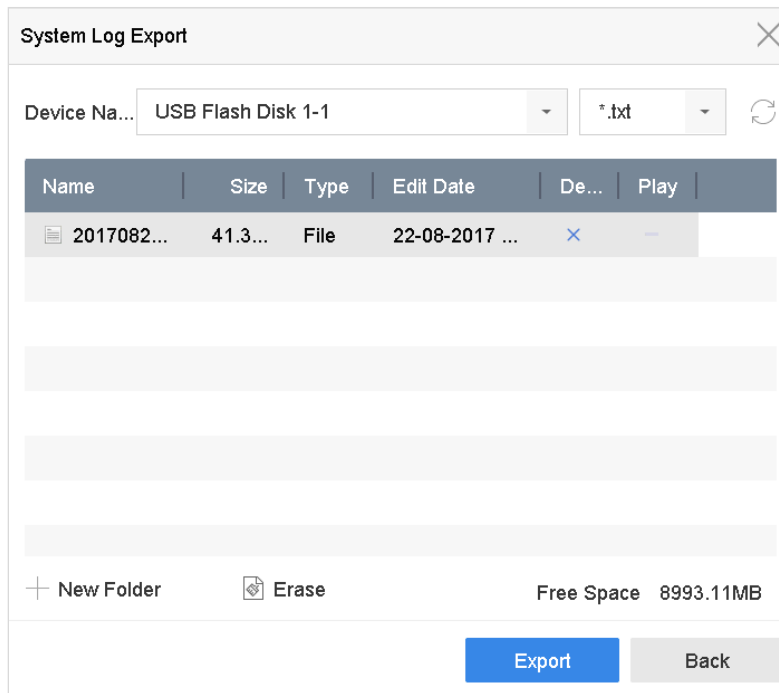 System Log Export
Device Na... USB Flash Disk 1-1 *.txt
Name Size Type Edit Date De... Play
2017082... 41.3... File 22-08-2017 ...
New Folder Erase Free Space 8993.11MB
Export Back